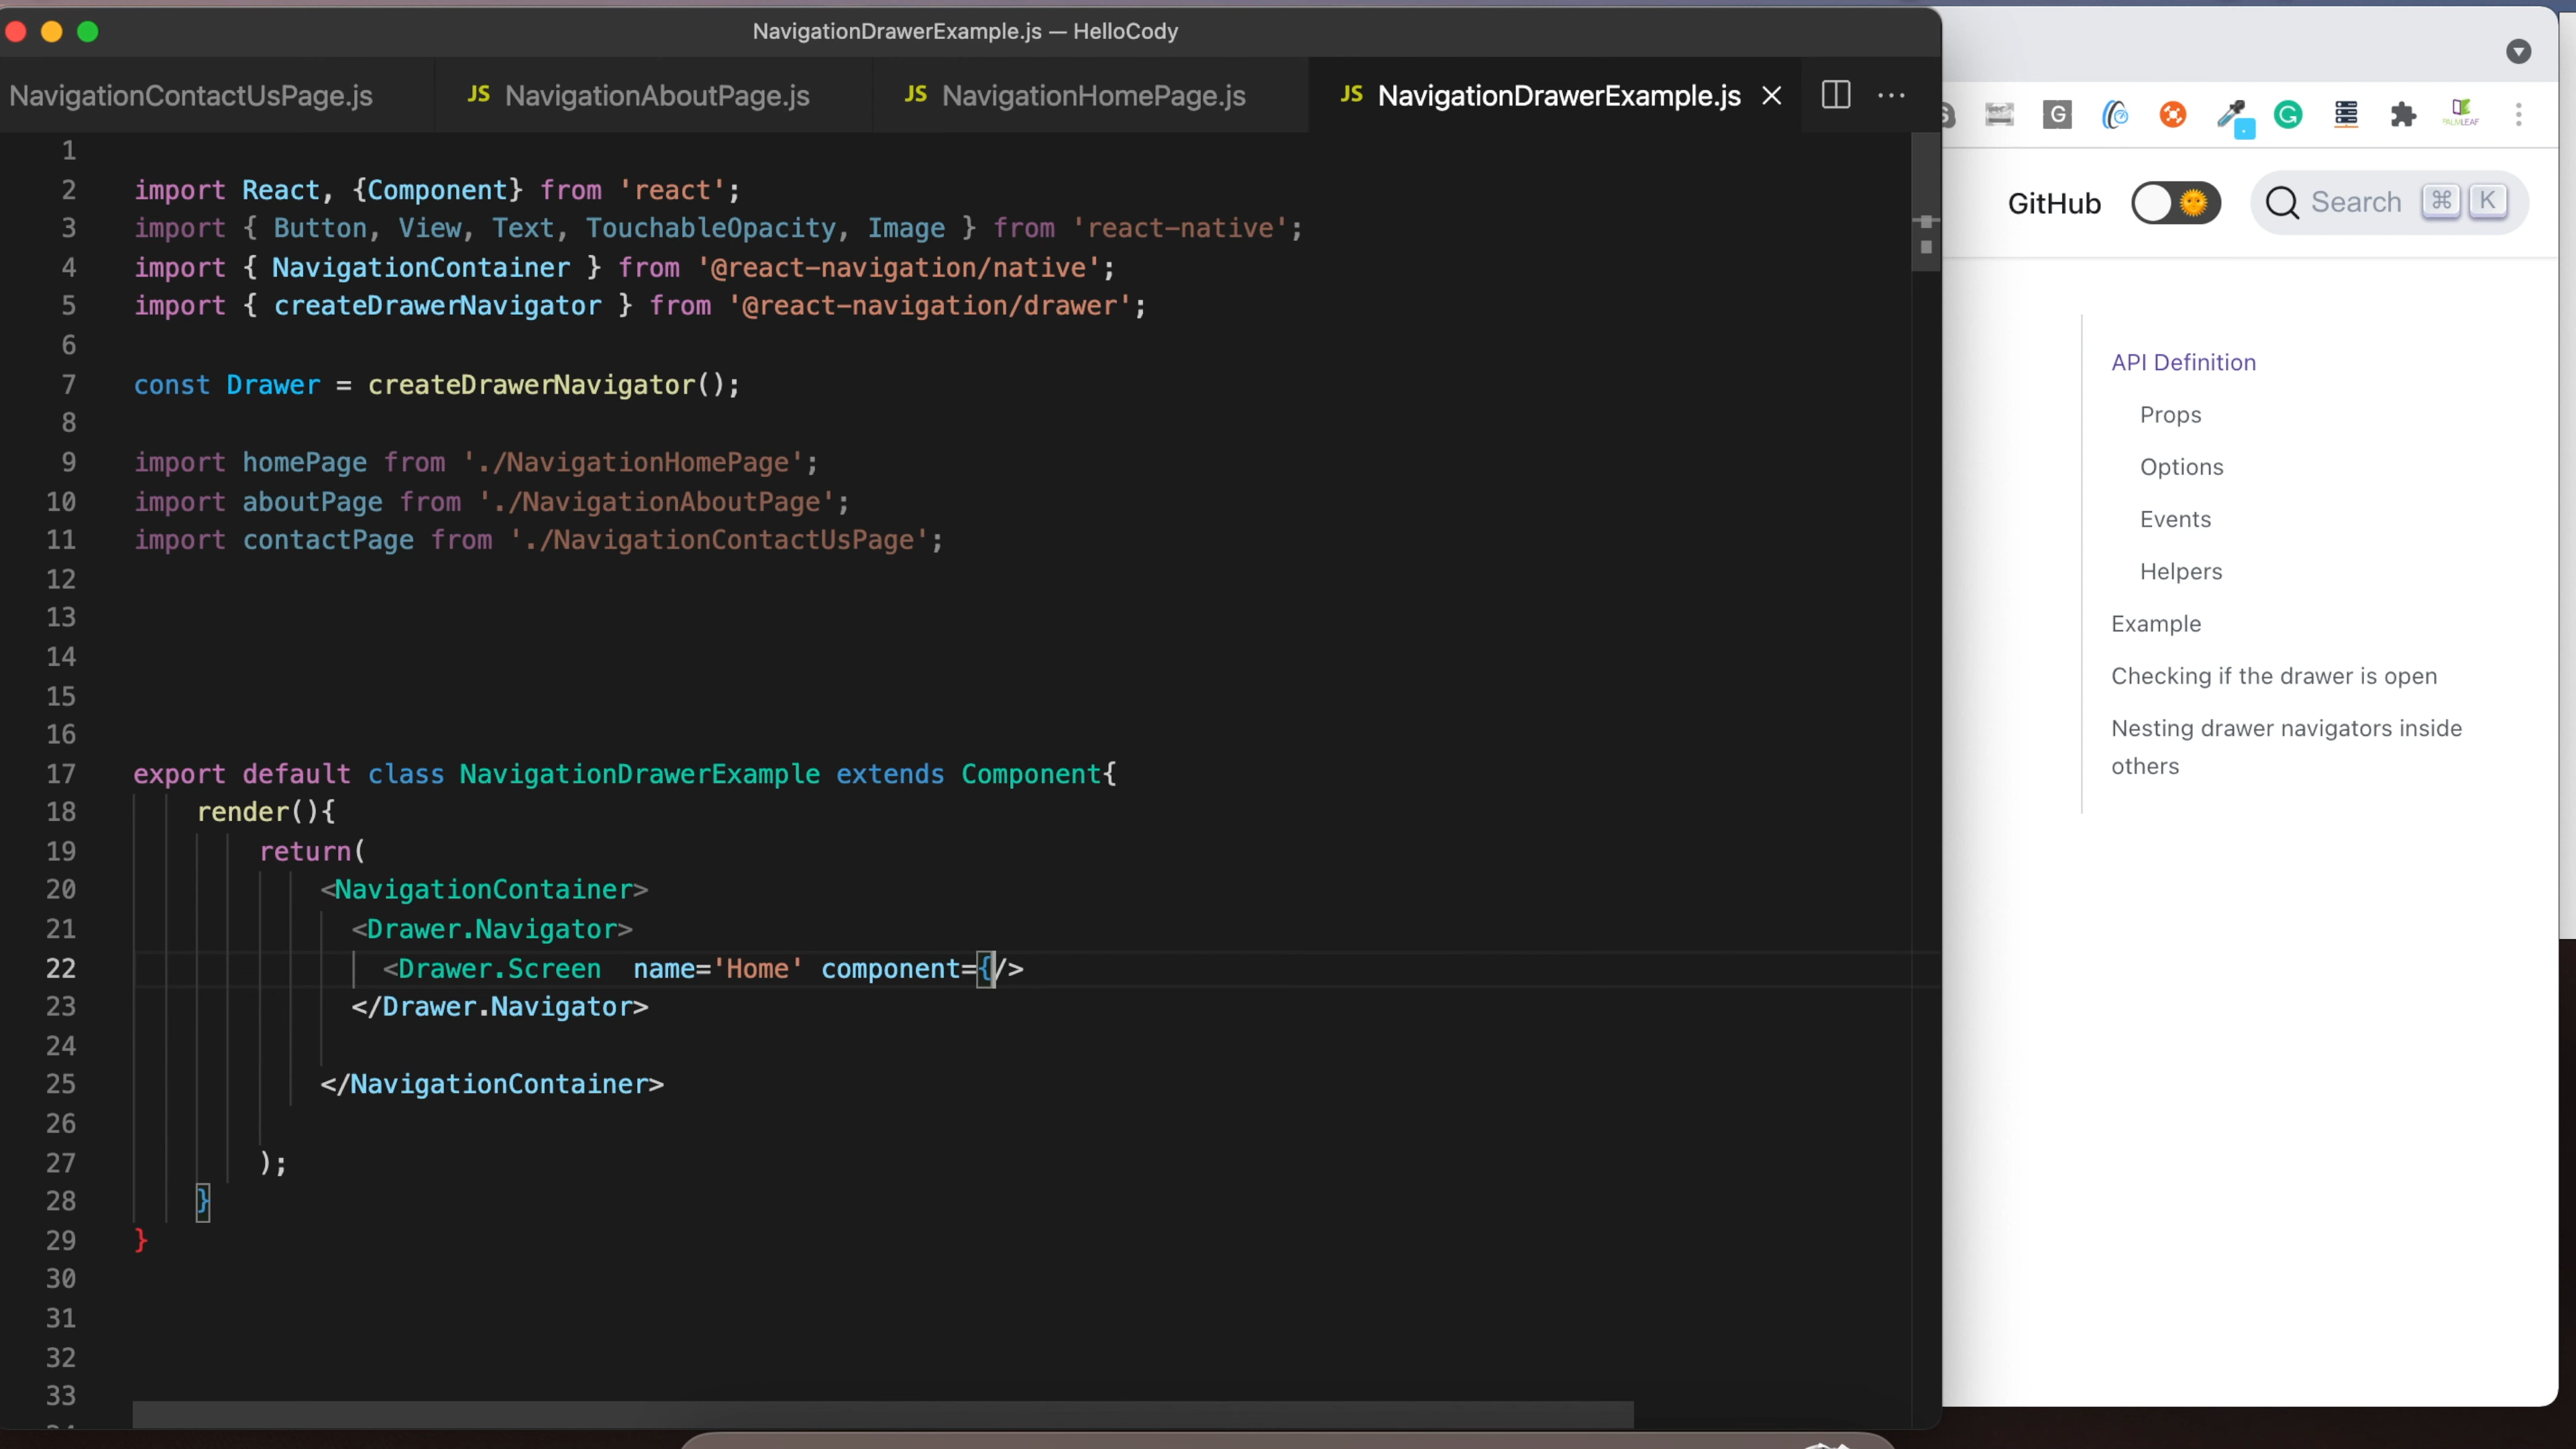 NavigationDrawerExample.js — HelloCody
NavigationContactUsPage.js
JS NavigationAboutPage.js
JS NavigationHomePage.js
JS NavigationDrawerExample.js
1
2 import React, {Component} from 'react';
3 import { Button, View, Text, TouchableOpacity, Image } from 'react-native';
4 import { NavigationContainer } from '@react-navigation/native';
5 import { createDrawerNavigator } from '@react-navigation/drawer';
6
7 const Drawer = createDrawerNavigator();
8
9 import homePage from './NavigationHomePage';
10 import aboutPage from './NavigationAboutPage';
11 import contactPage from './NavigationContactUsPage';
12
13
14
15
16
17 export default class NavigationDrawerExample extends Component{
18 render(){
19 return(
20 <NavigationContainer>
21 <Drawer.Navigator>
22 <Drawer.Screen  name='Home' component={/>
23 </Drawer.Navigator>
24
25 </NavigationContainer>
26
27 );
28 }
29 }
30
31
32
33
G
PALMLEAF
GitHub
Search ⌘ K
API Definition
Props
Options
Events
Helpers
Example
Checking if the drawer is open
Nesting drawer navigators inside
others